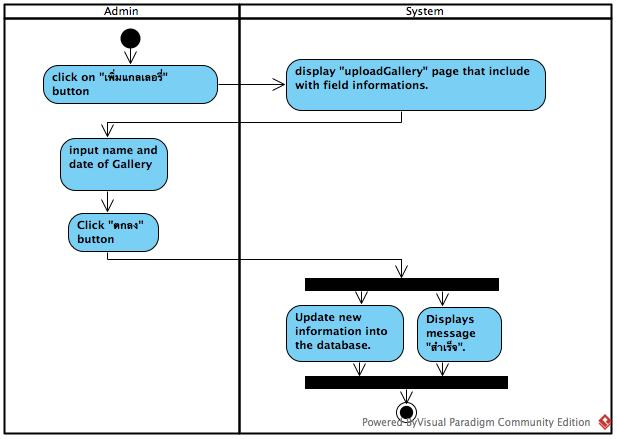 Admin
System
click on "เพิ่มแกลเลอรี่"
button
display "uploadGallery" page that include
with field informations.
input name and
date of Gallery
Click "ตกลง"
button
Update new
information into
the database.
Displays
message
"สำเร็จ".
Powered ByVisual Paradigm Community Edition